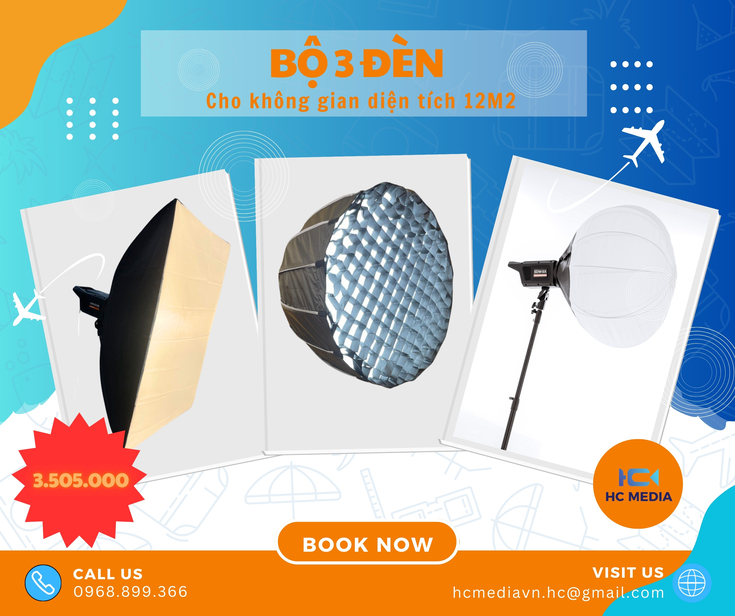 BỘ 3 ĐÈN
Cho không gian diện tích 12M2
3.505.000
HC MEDIA
BOOK NOW
CALL US
0968.899.366
VISIT US
hcmediavn.hc@gmail.com